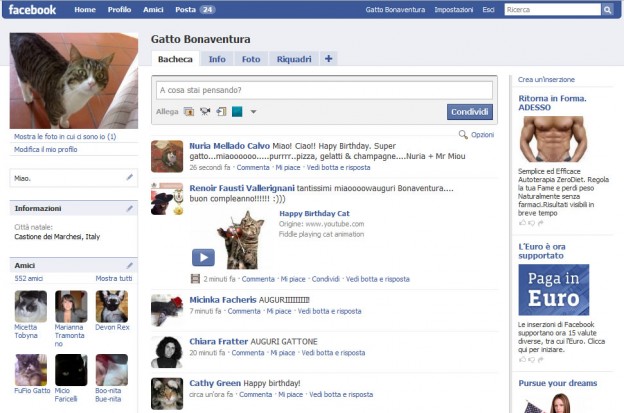 facebook Home Profilo Amici Posta 24 Gatto Bonaventura Impostazioni Esci Ricerca
Gatto Bonaventura
Bacheca Info Foto Riquadri +
A cosa stai pensando?
Allega Condividi
Opzioni
Mostra le foto in cui ci sono io (1)
Modifica il mio profilo
Miao.
Informazioni
Città natale:
Castione dei Marchesi, Italy
Amici
552 amici Mostra tutti
Micetta
Tobyna
Marianna
Tramonta
no
Devon Rex
FuFio Gatto
Micio
Faricelli
Boo-nita
Bue-nita
Nuria Mellado Calvo Miao! Ciao!! Hapy Birthday. Super
gatto...miaooooooo.....purrrr..pizza, gelatti & champagne....Nuria + Mr Miou
26 secondi fa · Commenta · Mi piace · Vedi botta e risposta
Renoir Fausti Vallerignani tantissimi miaoooowauguri Bonaventura....
buon compleanno!!!!!! :)))
Happy Birthday Cat
Origine: www.youtube.com
Fiddle playing cat animation
2 minuti fa · Commenta · Mi piace · Condividi · Vedi botta e risposta
Micinka Facheris AUGURIIIIIIIII!
7 minuti fa · Commenta · Mi piace · Vedi botta e risposta
Chiara Fratter AUGURI GATTONE
20 minuti fa · Commenta · Mi piace · Vedi botta e risposta
Cathy Green Happy birthday!
circa un'ora fa · Commenta · Mi piace · Vedi botta e risposta
Crea un'inserzione
Ritorna in Forma.
ADESSO
Semplice ed Efficace
Autoterapia ZeroDiet. Regola
la tua Fame e perdi peso
Naturalmente senza
farmaci.Risultati visibili in
breve tempo
L'Euro è ora
supportato
Paga in
Euro
Le inserzioni di Facebook
supportano ora 15 valute
diverse, tra cui l'Euro. Clicca
qui per iniziare.
Pursue your dreams